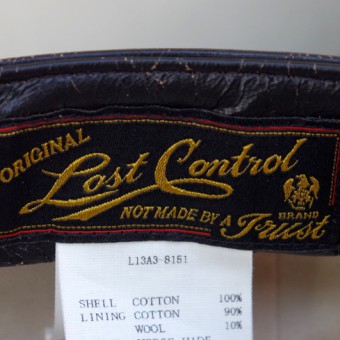 ORIGINAL
Lost Control
NOT MADE BY A Trust
BRAND
L13A3-8151
SHELL COTTON 100%
LINING COTTON 90%
WOOL 10%